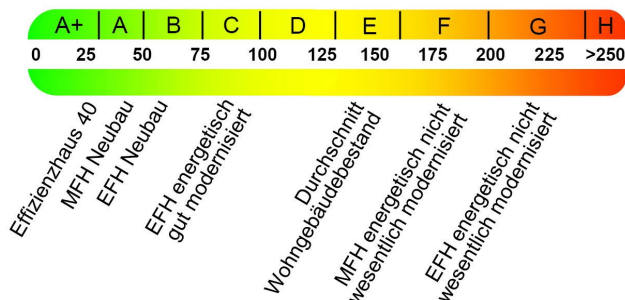 A+ A B C D E F G H
0 25 50 75 100 125 150 175 200 225 >250
Effizienzhaus 40
MFH Neubau
EFH Neubau
EFH energetisch
gut modernisiert
Durchschnitt
Wohngebäudebestand
MFH energetisch nicht
wesentlich modernisiert
EFH energetisch nicht
wesentlich modernisiert